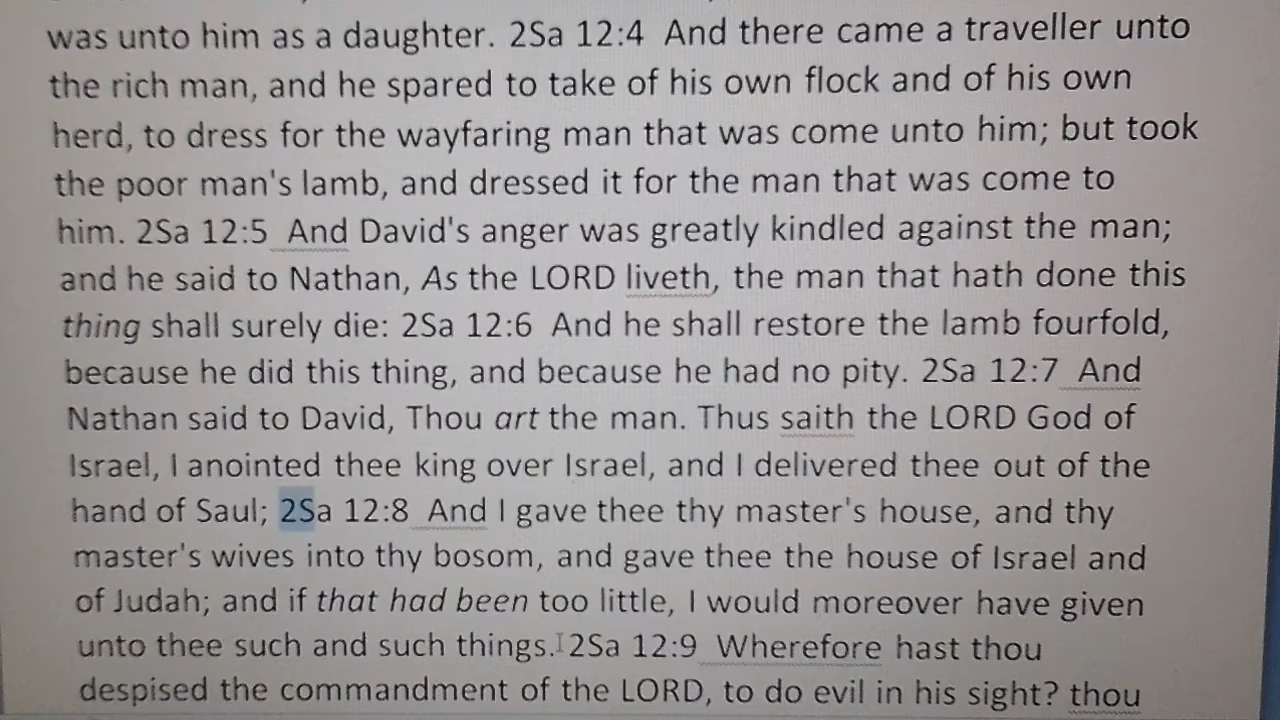 was unto him as a daughter. 2Sa 12:4 And there came a traveller unto
the rich man, and he spared to take of his own flock and of his own
herd, to dress for the wayfaring man that was come unto him; but took
the poor man's lamb, and dressed it for the man that was come to
him. 2Sa 12:5 And David's anger was greatly kindled against the man;
and he said to Nathan, As the LORD liveth, the man that hath done this
thing shall surely die: 2Sa 12:6 And he shall restore the lamb fourfold,
because he did this thing, and because he had no pity. 2Sa 12:7 And
Nathan said to David, Thou art the man. Thus saith the LORD God of
Israel, I anointed thee king over Israel, and I delivered thee out of the
hand of Saul; 2Sa 12:8 And I gave thee thy master's house, and thy
master's wives into thy bosom, and gave thee the house of Israel and
of Judah; and if that had been too little, I would moreover have given
unto thee such and such things. 2Sa 12:9 Wherefore hast thou
despised the commandment of the LORD, to do evil in his sight? thou